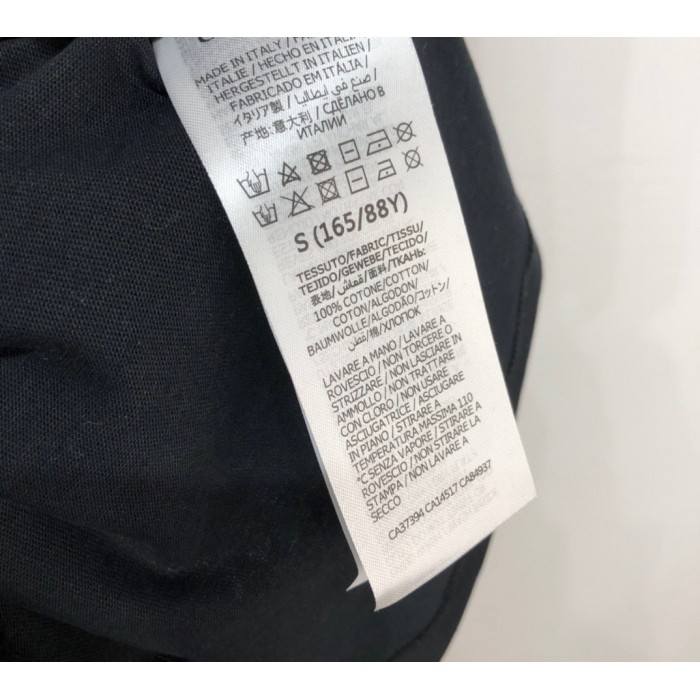 MADE IN ITALY / FA
ITALIE / HECHO EN ITALI
HERGESTELLT IN ITALIEN /
FABRICADO EM ITÁLIA /
イタリア製 / صنع في ايطاليا /
产地: 意大利 / СДЕЛАНО В
ИТАЛИИ
S (165/88Y)
TESSUTO/FABRIC/TISSU/
TEJIDO/GEWEBE/TECIDO/
表地/قماش/面料/ТКАНЬ:
100% COTONE/COTTON/
COTON/ALGODON/
BAUMWOLLE/ALGODÃO/コットン/
قطن/棉/ХЛОПОК
LAVARE A MANO / LAVARE A
ROVESCIO / NON TORCERE O
STRIZZARE / NON LASCIARE IN
AMMOLLO / NON TRATTARE
CON CLORO / NON USARE
ASCIUGATRICE / ASCIUGARE
IN PIANO / STIRARE A
TEMPERATURA MASSIMA 110
°C SENZA VAPORE / STIRARE A
ROVESCIO / NON STIRARE LA
STAMPA / NON LAVARE A
SECCO
CA37394 CA14517 CA84937